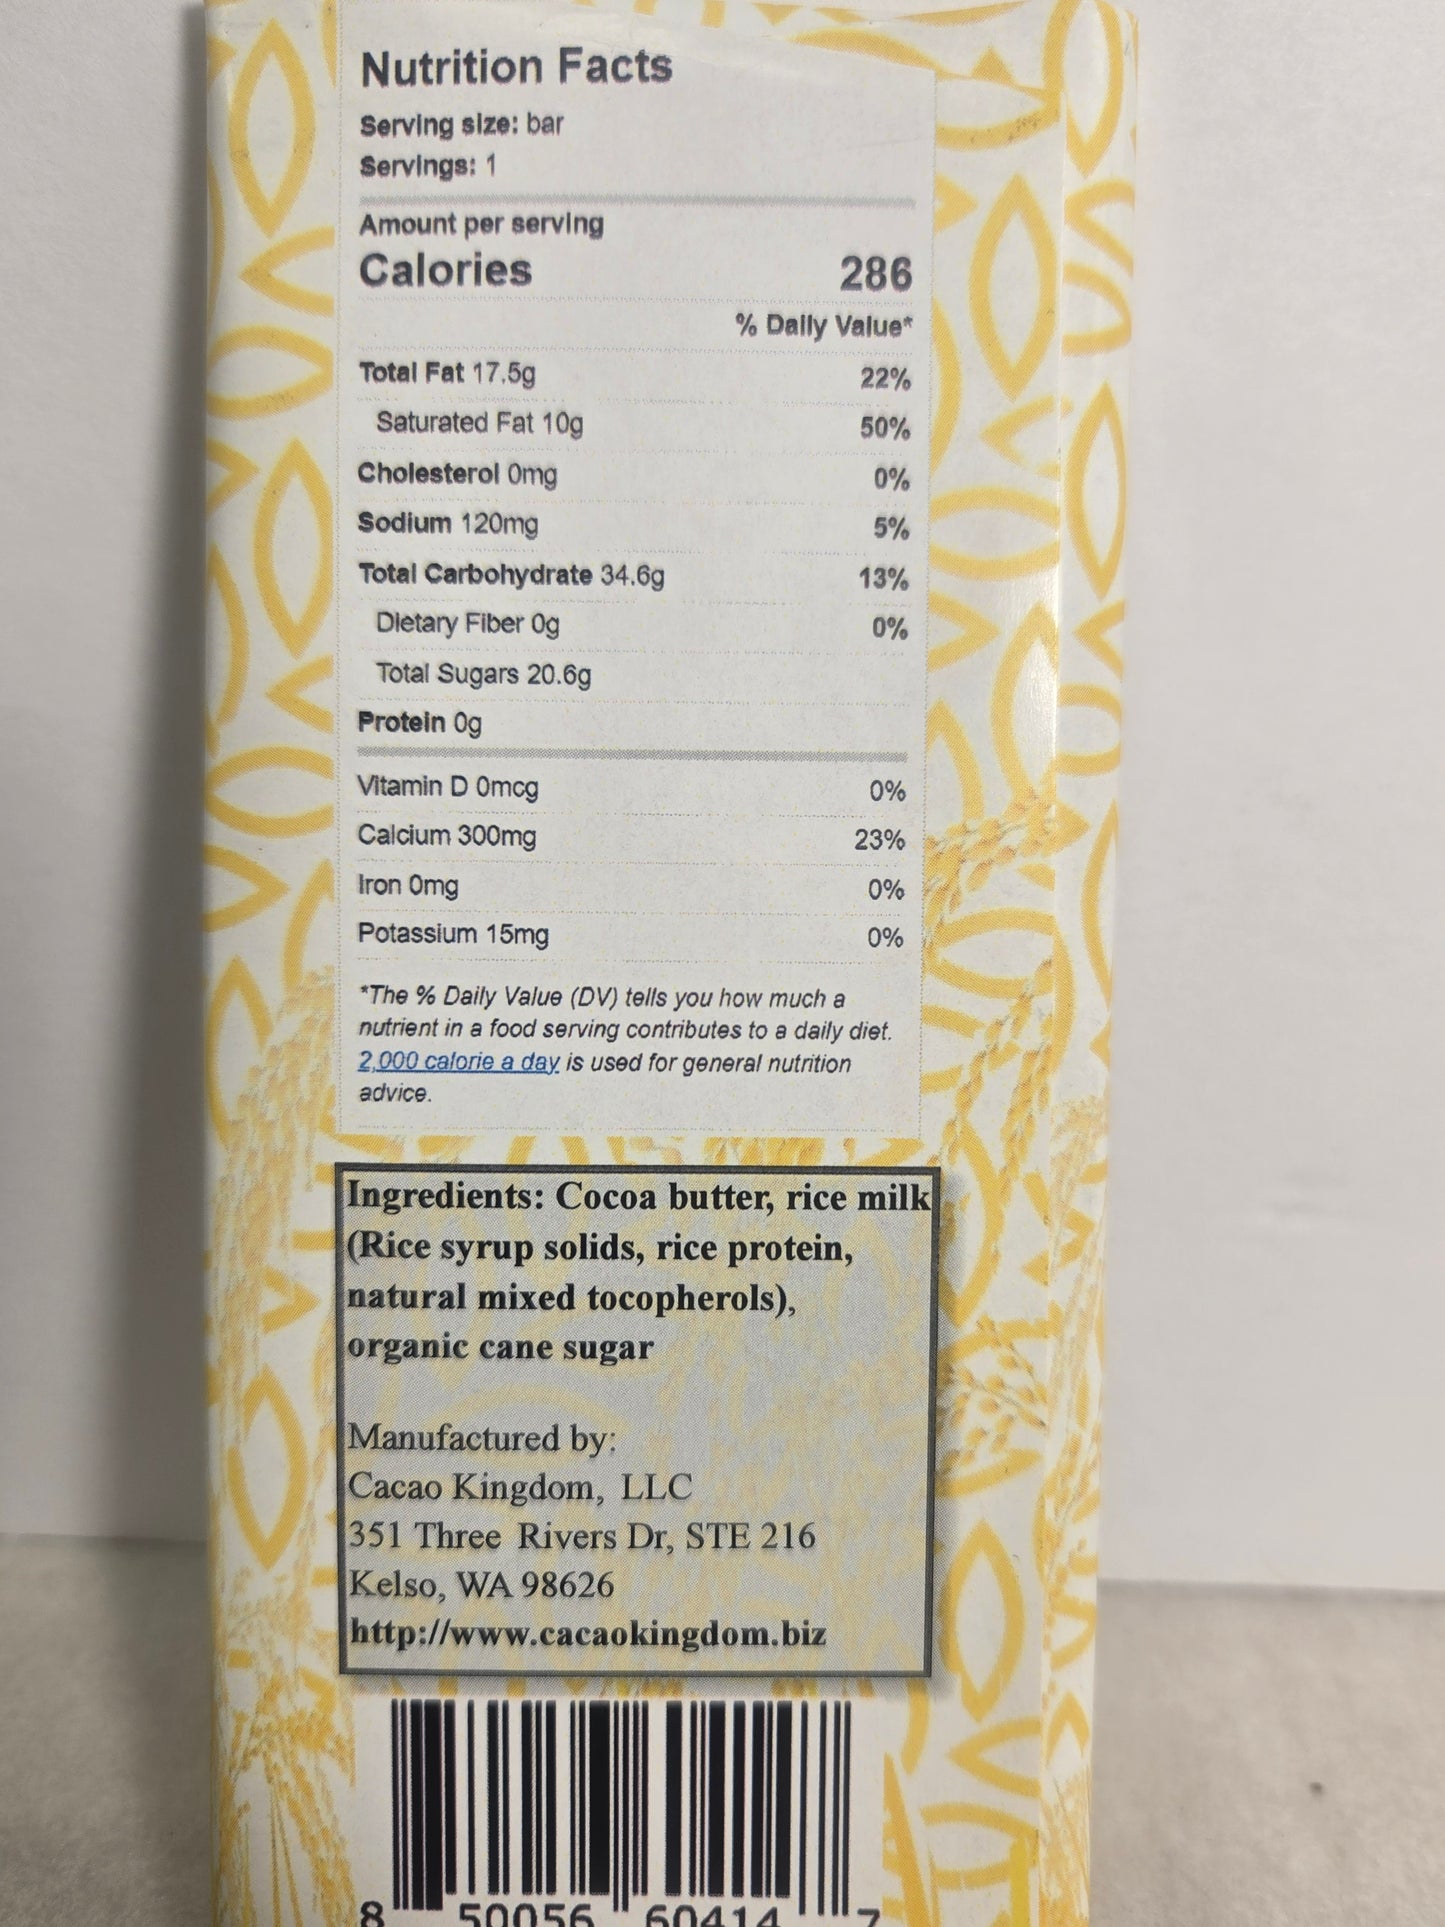 Nutrition Facts
Serving size: bar
Servings: 1
Amount per serving
Calories 286
% Daily Value*
Total Fat 17.5g 22%
Saturated Fat 10g 50%
Cholesterol 0mg 0%
Sodium 120mg 5%
Total Carbohydrate 34.6g 13%
Dietary Fiber 0g 0%
Total Sugars 20.6g
Protein 0g
Vitamin D 0mcg 0%
Calcium 300mg 23%
Iron 0mg 0%
Potassium 15mg 0%
*The % Daily Value (DV) tells you how much a
nutrient in a food serving contributes to a daily diet.
2,000 calorie a day is used for general nutrition
advice.
Ingredients: Cocoa butter, rice milk
(Rice syrup solids, rice protein,
natural mixed tocopherols),
organic cane sugar
Manufactured by:
Cacao Kingdom, LLC
351 Three Rivers Dr, STE 216
Kelso, WA 98626
http://www.cacaokingdom.biz
8 50056 60414 7